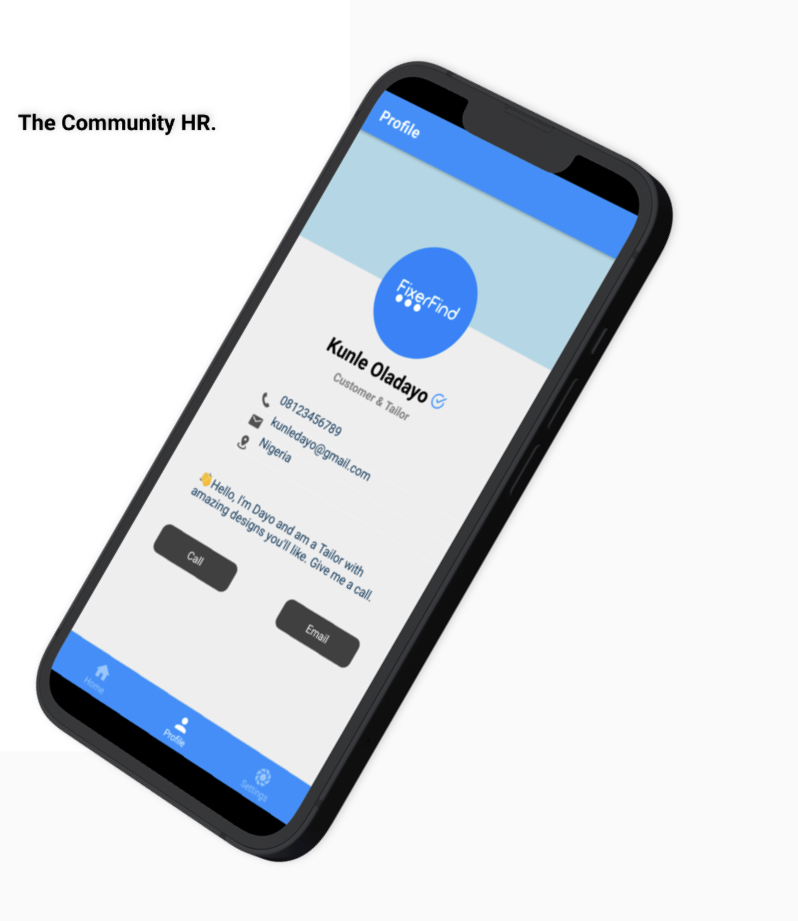 The Community HR.
Profile
FixerFind
Kunle Oladayo
Customer & Tailor
08123456789
kunledayo@gmail.com
Nigeria
👋Hello, I'm Dayo and am a Tailor with
amazing designs you'll like. Give me a call.
Call
Email
Home
Profile
Settings